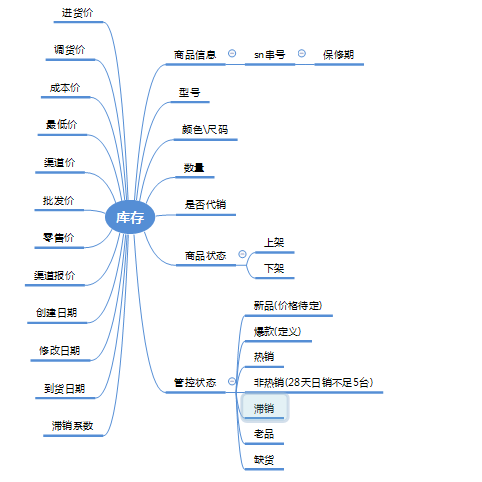 进货价
调货价
成本价
最低价
渠道价
批发价
零售价
渠道报价
创建日期
修改日期
到货日期
滞销系数
库存
商品信息
sn串号
保修期
型号
颜色\尺码
数量
是否代销
商品状态
上架
下架
管控状态
新品(价格待定)
爆款(定义)
热销
非热销(28天日销不足5台)
滞销
老品
缺货